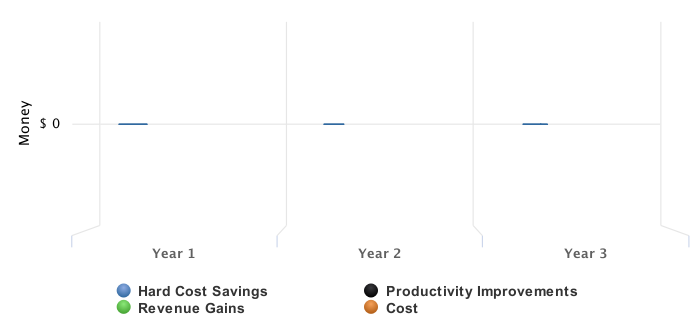 Money
$ 0
Year 1 Year 2 Year 3
Hard Cost Savings Productivity Improvements
Revenue Gains Cost